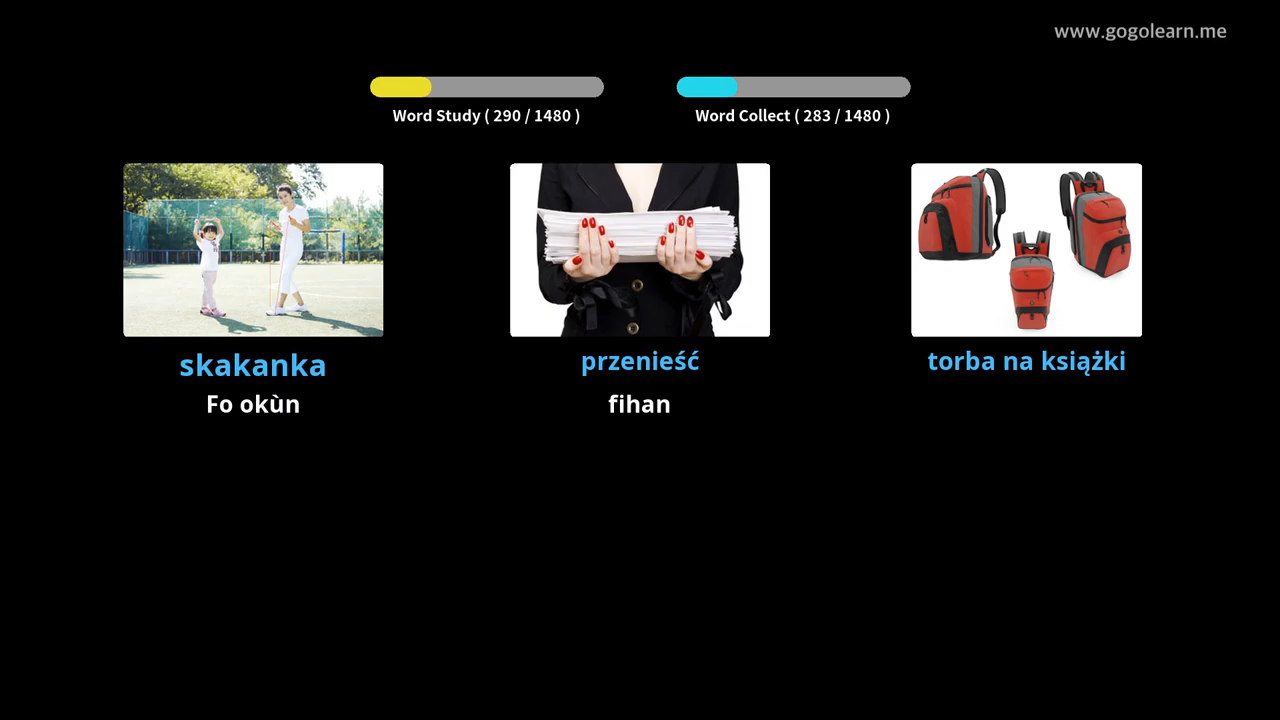 www.gogolearn.me
Word Study ( 290 / 1480 )
Word Collect ( 283 / 1480 )
skakanka
przenieść
torba na książki
Fo okùn
fihan